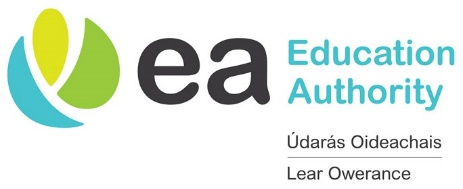 ea
Education
Authority
Údarás Oideachais
Lear Owerance